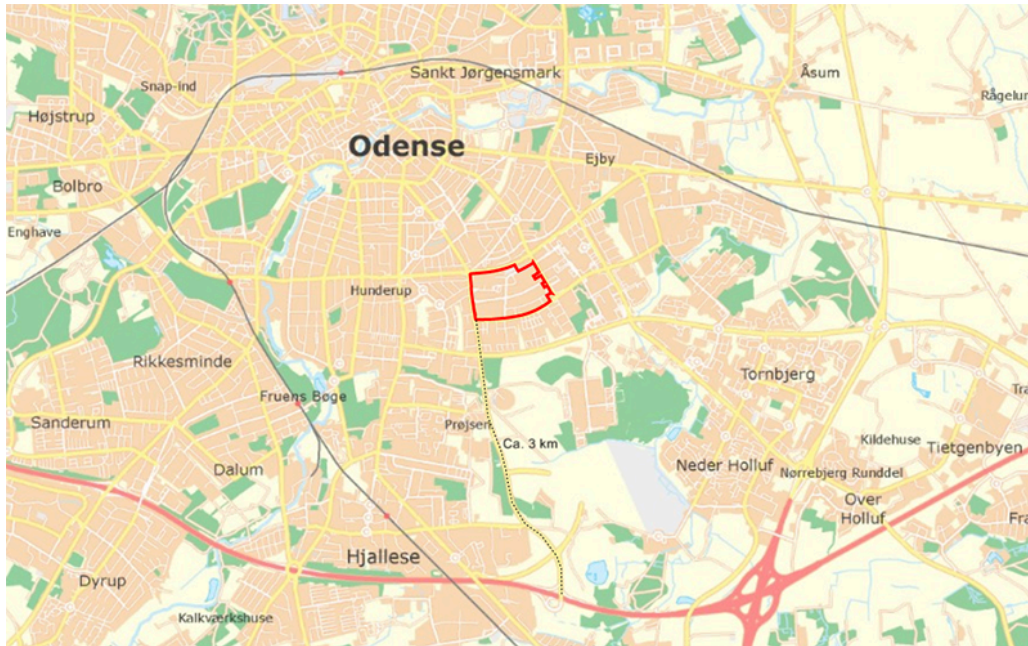 Sankt Jørgensmark
Åsum
Snap-ind
Højstrup
Odense
Ejby
Bolbro
Enghave
Hunderup
Rikkesminde
Tornbjerg
Fruens Bøge
Sanderum
Prøjsen
Ca. 3 km
Kildehuse
Tietgenbyen
Dalum
Neder Holluf
Nørrebjerg Runddel
Over
Holluf
Hjallese
Dyrup
Kalkværkshuse